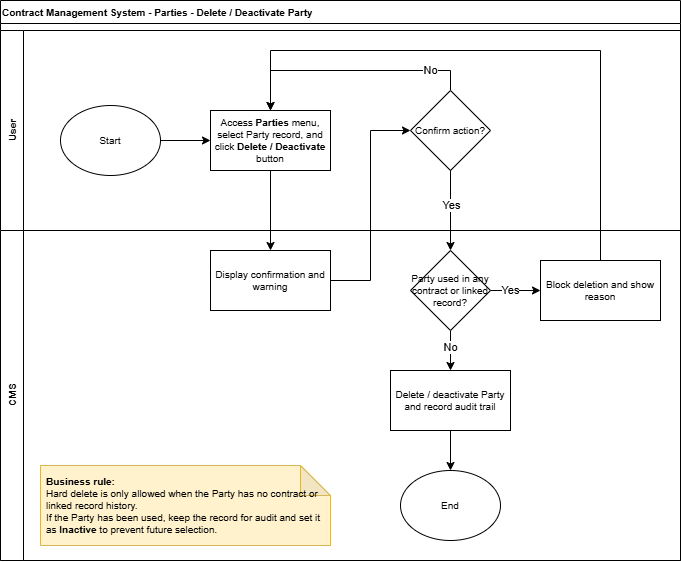 Contract Management System - Parties - Delete / Deactivate Party
User
Start
Access Parties menu,
select Party record, and
click Delete / Deactivate
button
No
Confirm action?
Yes
CMS
Display confirmation and
warning
Party used in any
contract or linked
record?
Yes
Block deletion and show
reason
No
Delete / deactivate Party
and record audit trail
End
Business rule:
Hard delete is only allowed when the Party has no contract or
linked record history.
If the Party has been used, keep the record for audit and set it
as Inactive to prevent future selection.